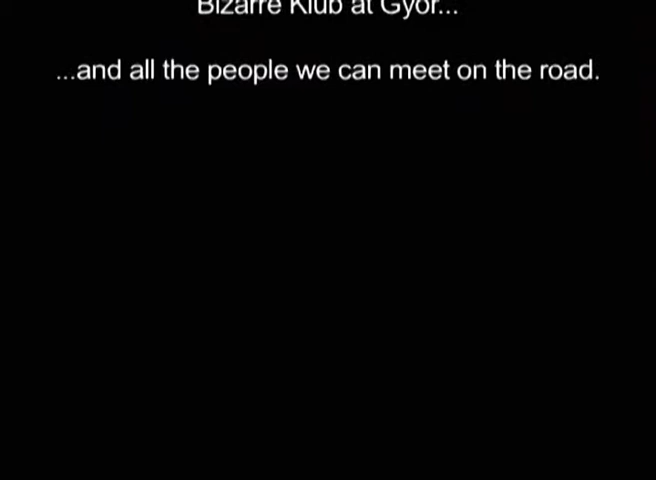 Bizarre Klub at Gyor...
...and all the people we can meet on the road.